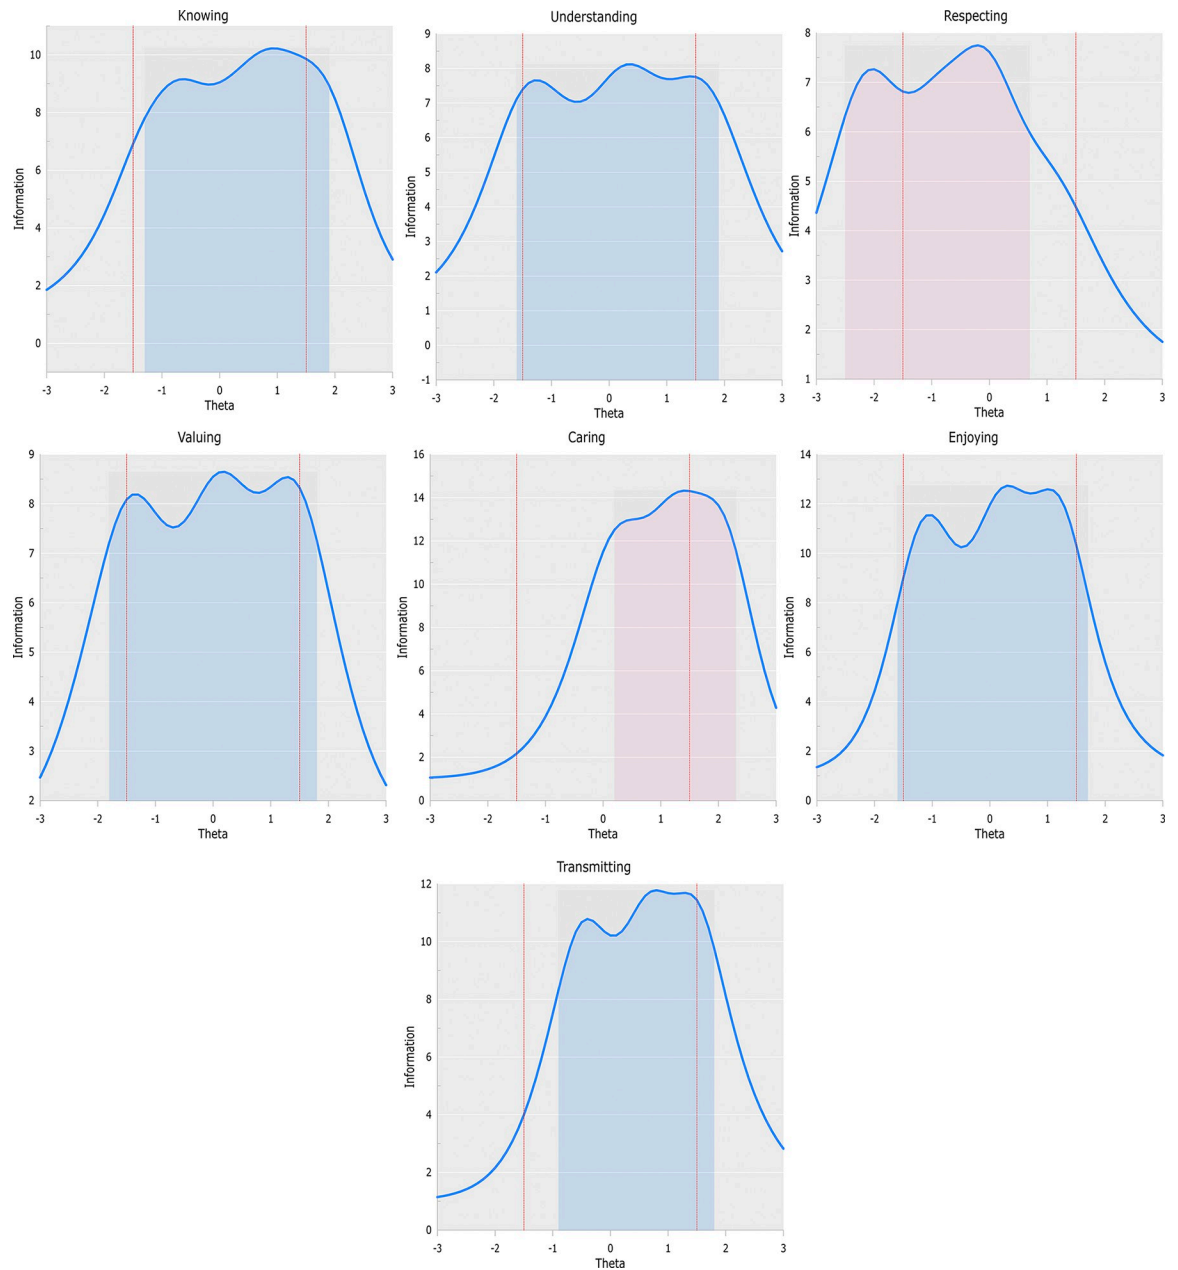 Knowing
Understanding
Respecting
Information
10
8
6
4
2
0
-3 -2 -1 0 1 2 3
Theta
Information
9
8
7
6
5
4
3
2
1
0
-1
-3 -2 -1 0 1 2 3
Theta
Information
8
7
6
5
4
3
2
1
-3 -2 -1 0 1 2 3
Theta
Valuing
Caring
Enjoying
Information
9
8
7
6
5
4
3
2
-3 -2 -1 0 1 2 3
Theta
Information
16
14
12
10
8
6
4
2
0
-3 -2 -1 0 1 2 3
Theta
Information
14
12
10
8
6
4
2
0
-3 -2 -1 0 1 2 3
Theta
Transmitting
Information
12
10
8
6
4
2
0
-3 -2 -1 0 1 2 3
Theta